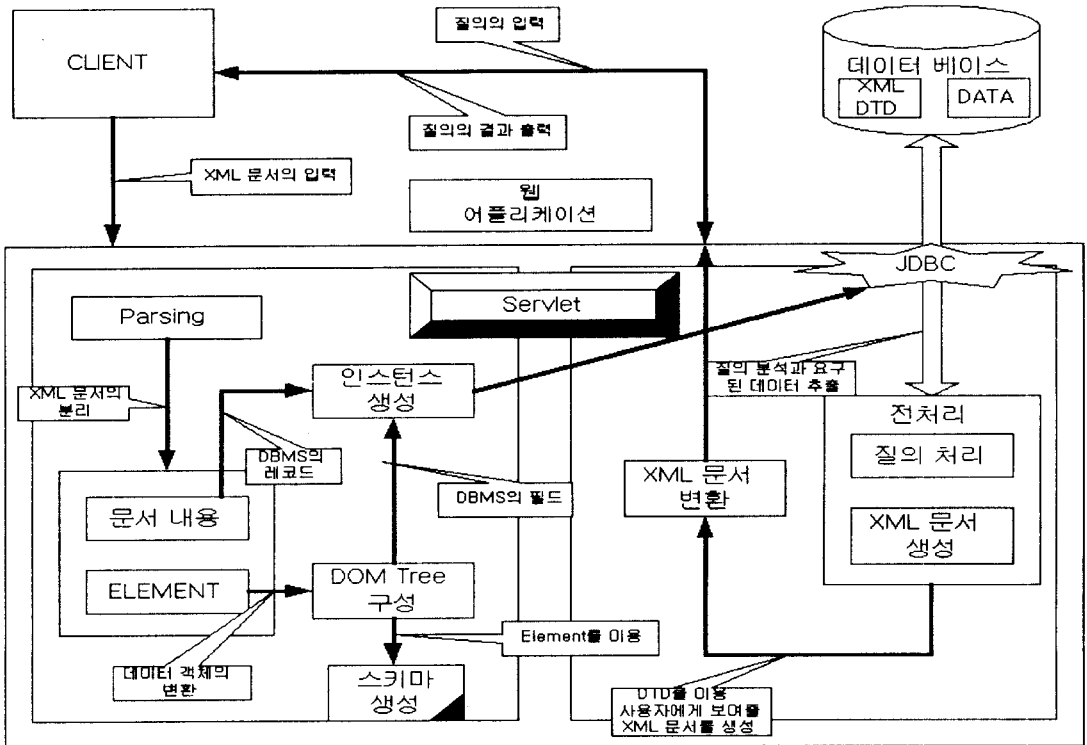 질의의 입력
CLIENT
데이터 베이스
XML
DTD
DATA
질의의 결과 출력
XML 문서의 입력
웹
어플리케이션
JDBC
Servlet
Parsing
인스턴스
생성
질의 분석과 요구
된 데이터 추출
XML 문서의
분리
전처리
질의 처리
DBMS의
레코드
XML 문서
변환
DBMS의 필드
문서 내용
XML 문서
생성
ELEMENT
DOM Tree
구성
Element를 이용
데이터 객체의
변환
스키마
생성
DTD를 이용
사용자에게 보여줄
XML 문서를 생성